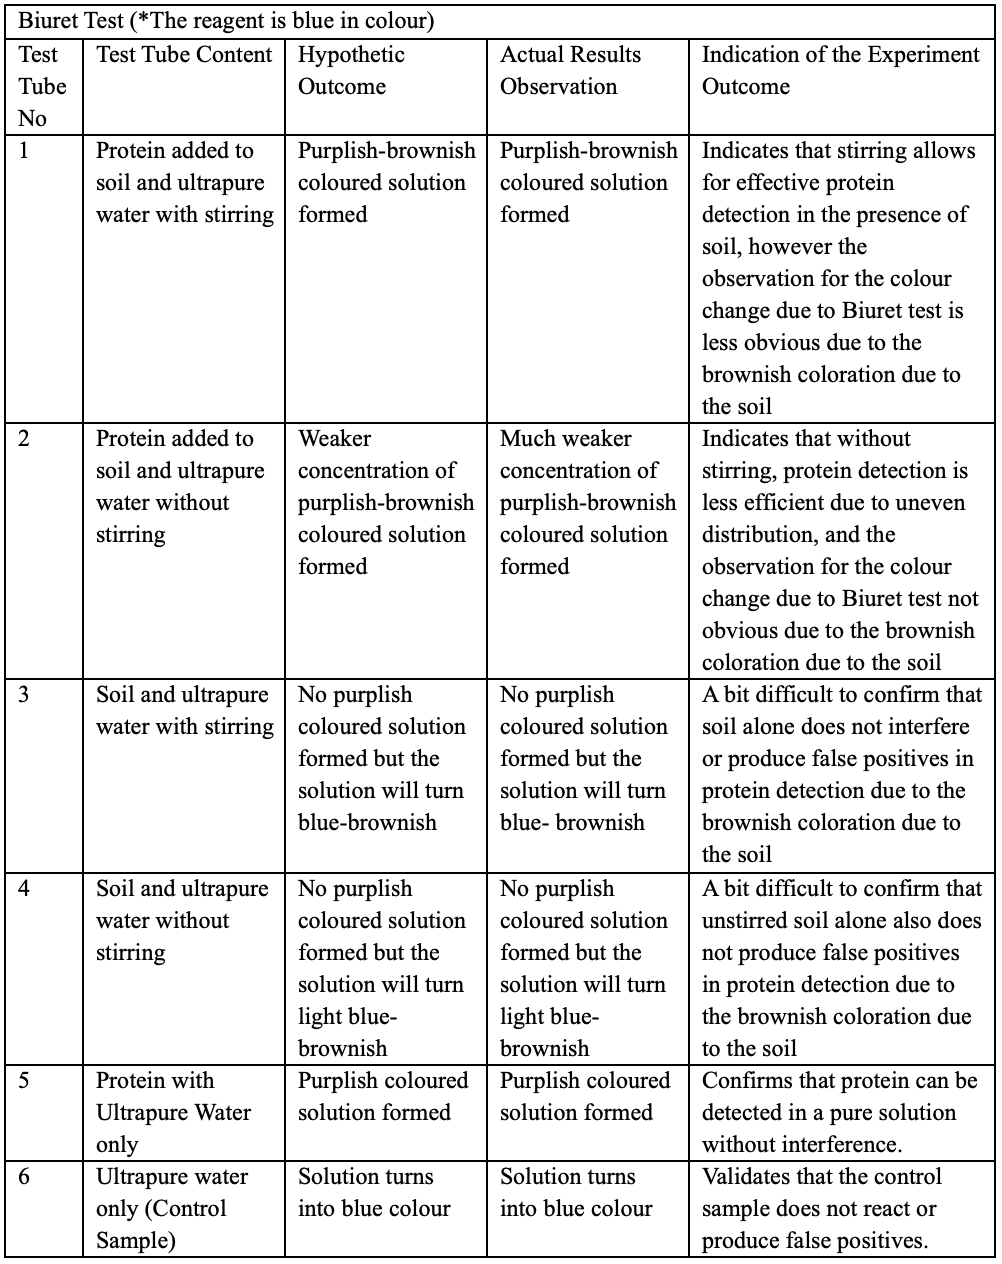 Biuret Test (*The reagent is blue in colour)
Test
Tube
No
Test Tube Content
Hypothetic
Outcome
Actual Results
Observation
Indication of the Experiment
Outcome
1
Protein added to
soil and ultrapure
water with stirring
Purplish-brownish
coloured solution
formed
Purplish-brownish
coloured solution
formed
Indicates that stirring allows
for effective protein
detection in the presence of
soil, however the
observation for the colour
change due to Biuret test is
less obvious due to the
brownish coloration due to
the soil
2
Protein added to
soil and ultrapure
water without
stirring
Weaker
concentration of
purplish-brownish
coloured solution
formed
Much weaker
concentration of
purplish-brownish
coloured solution
formed
Indicates that without
stirring, protein detection is
less efficient due to uneven
distribution, and the
observation for the colour
change due to Biuret test not
obvious due to the brownish
coloration due to the soil
3
Soil and ultrapure
water with stirring
No purplish
coloured solution
formed but the
solution will turn
blue-brownish
No purplish
coloured solution
formed but the
solution will turn
blue- brownish
A bit difficult to confirm that
soil alone does not interfere
or produce false positives in
protein detection due to the
brownish coloration due to
the soil
4
Soil and ultrapure
water without
stirring
No purplish
coloured solution
formed but the
solution will turn
light blue-
brownish
No purplish
coloured solution
formed but the
solution will turn
light blue-
brownish
A bit difficult to confirm that
unstirred soil alone also does
not produce false positives
in protein detection due to
the brownish coloration due
to the soil
5
Protein with
Ultrapure Water
only
Purplish coloured
solution formed
Purplish coloured
solution formed
Confirms that protein can be
detected in a pure solution
without interference.
6
Ultrapure water
only (Control
Sample)
Solution turns
into blue colour
Solution turns
into blue colour
Validates that the control
sample does not react or
produce false positives.